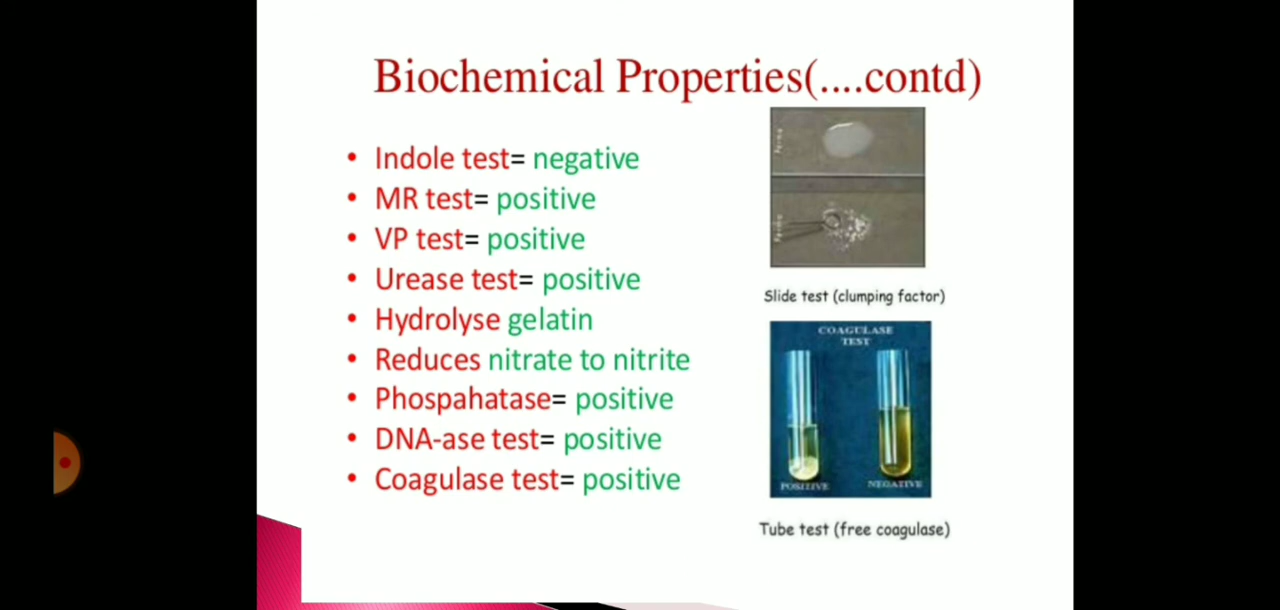 Biochemical Properties(....contd)
• Indole test= negative
• MR test= positive
• VP test= positive
• Urease test= positive
• Hydrolyse gelatin
• Reduces nitrate to nitrite
• Phospahatase= positive
• DNA-ase test= positive
• Coagulase test= positive
Slide test (clumping factor)
COAGULASE
TEST
POSITIVE
NEGATIVE
Tube test (free coagulase)